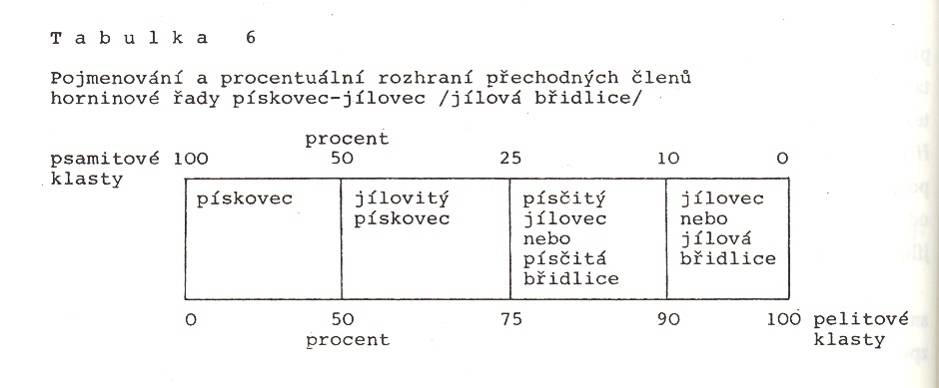 T a b u l k a 6
Pojmenování a procentuální rozhraní přechodných členů
horninové řady pískovec-jílovec /jílová břidlice/
procent
psamitové 100 50 25 10 0
klasty
pískovec jílovitý písčitý jílovec
pískovec jílovec nebo
nebo jílová
písčitá břidlice
břidlice
0 50 75 90 100 pelitové
procent klasty